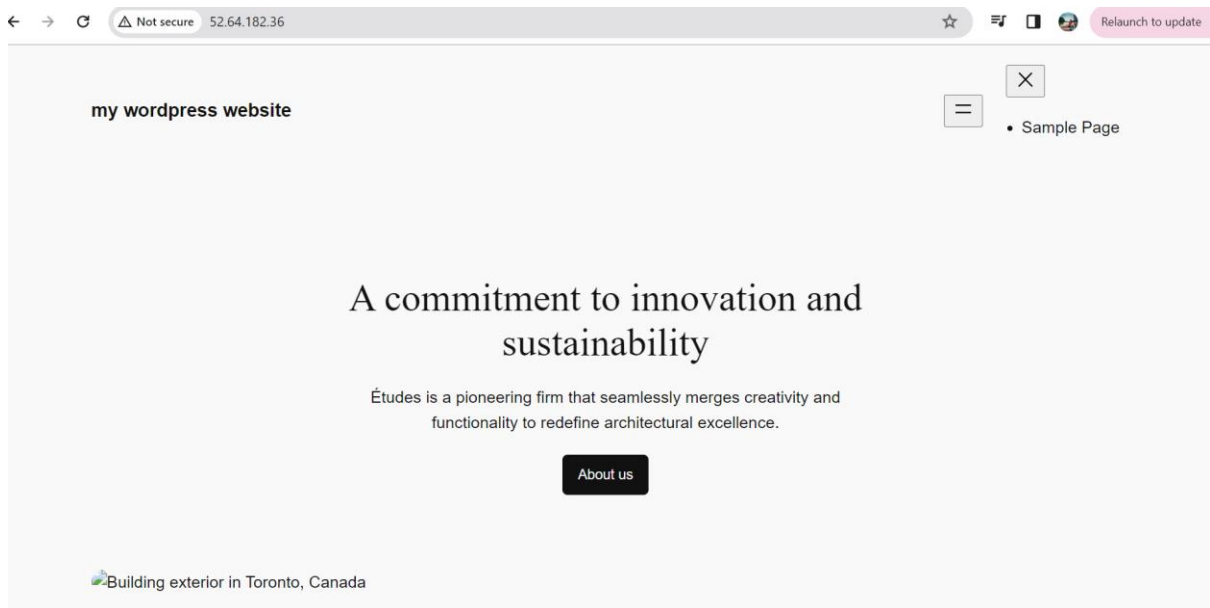 Not secure 52.64.182.36
Relaunch to update
my wordpress website
• Sample Page
A commitment to innovation and
sustainability
Études is a pioneering firm that seamlessly merges creativity and
functionality to redefine architectural excellence.
About us
Building exterior in Toronto, Canada